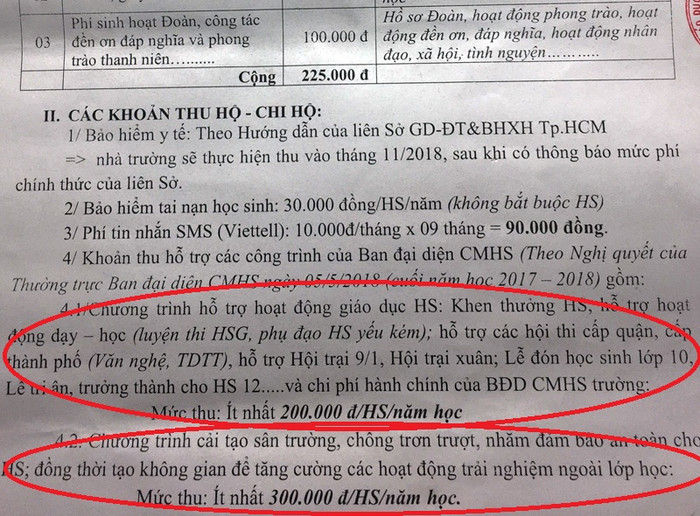 03
Phí sinh hoạt Đoàn, công tác
đền ơn đáp nghĩa và phong
trào thanh niên……….
100.000 đ
Hồ sơ Đoàn, hoạt động phong trào, hoạt
động đền ơn, đáp nghĩa, hoạt động nhân
đạo, xã hội, tình nguyện………..
Cộng 225.000 đ
II. CÁC KHOẢN THU HỘ - CHI HỘ:
1/ Bảo hiểm y tế: Theo Hướng dẫn của liên Sở GD-ĐT&BHXH Tp.HCM
=> nhà trường sẽ thực hiện thu vào tháng 11/2018, sau khi có thông báo mức phí
chính thức của liên Sở.
2/ Bảo hiểm tai nạn học sinh: 30.000 đồng/HS/năm (không bắt buộc HS)
3/ Phí tin nhắn SMS (Viettell): 10.000đ/tháng x 09 tháng = 90.000 đồng.
4/ Khoản thu hỗ trợ các công trình của Ban đại diện CMHS (Theo Nghị quyết của
Thường trực Ban đại diện CMHS ngày 05/5/2018 (cuối năm học 2017 – 2018) gồm:
4.1/Chương trình hỗ trợ hoạt động giáo dục HS: Khen thưởng HS, hỗ trợ hoạt
động dạy – học (luyện thi HSG, phụ đạo HS yếu kém); hỗ trợ các hội thi cấp quận, cấp
thành phố (Văn nghệ, TDTT), hỗ trợ Hội trại 9/1, Hội trại xuân; Lễ đón học sinh lớp 10,
Lễ tri ân, trưởng thành cho HS 12.....và chi phí hành chính của BĐD CMHS trường:
Mức thu: Ít nhất 200.000 đ/HS/năm học
4.2. Chương trình cải tạo sân trường, chống trơn trượt, nhằm đảm bảo an toàn cho
HS; đồng thời tạo không gian để tăng cường các hoạt động trải nghiệm ngoài lớp học:
Mức thu: Ít nhất 300.000 đ/HS/năm học.